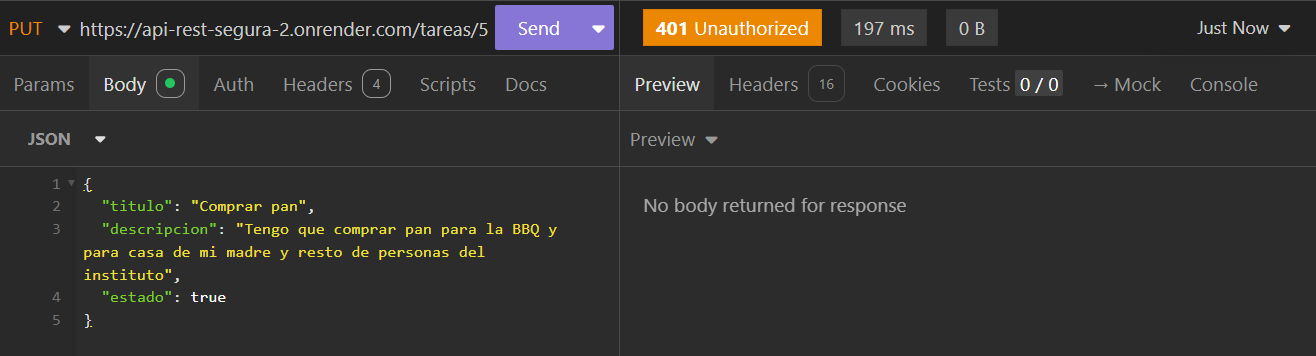 PUT https://api-rest-segura-2.onrender.com/tareas/5 Send 401 Unauthorized 197 ms 0 B Just Now
Params Body Auth Headers 4 Scripts Docs Preview Headers 16 Cookies Tests 0 / 0 → Mock Console
JSON Preview
1 {
2 "titulo": "Comprar pan",
3 "descripcion": "Tengo que comprar pan para la BBQ y
para casa de mi madre y resto de personas del
instituto",
4 "estado": true
5 }
No body returned for response